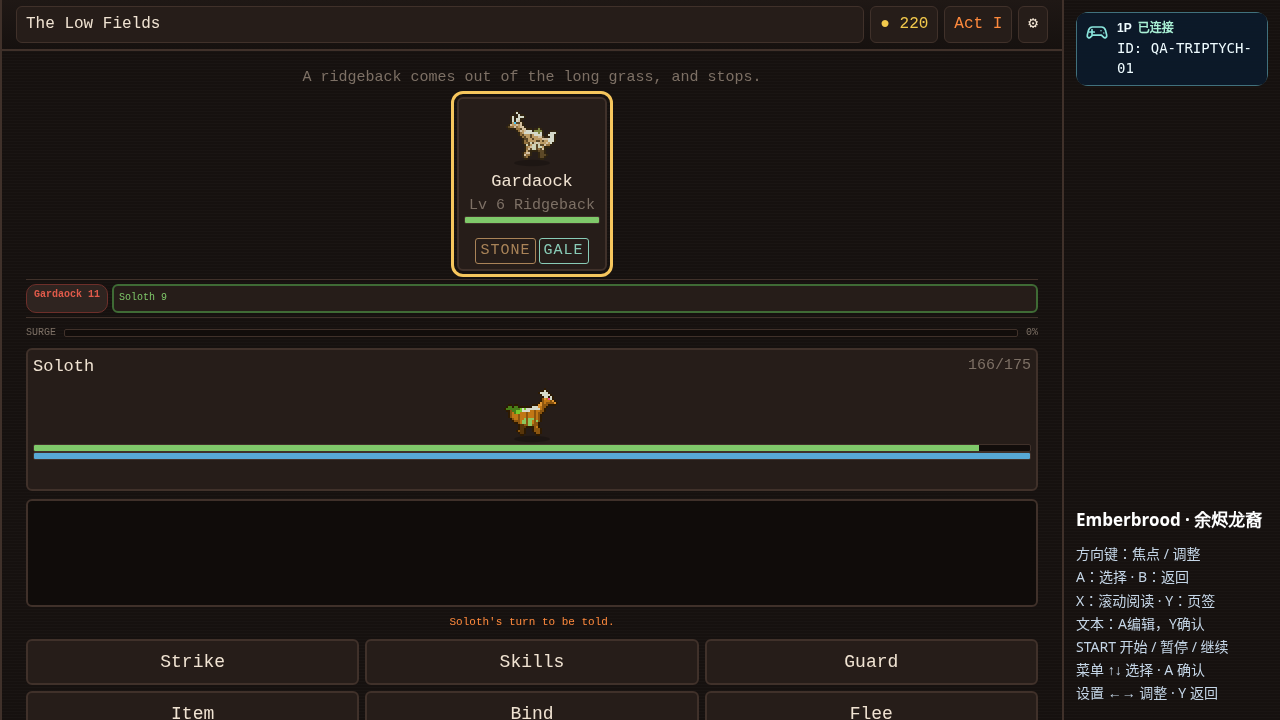 The Low Fields
● 220
Act I
⚙
A ridgeback comes out of the long grass, and stops.
Gardaock
Lv 6 Ridgeback
STONE GALE
Gardaock 11
Soloth 9
SURGE
0%
Soloth
166/175
Soloth's turn to be told.
Strike
Skills
Guard
Item
Bind
Flee
1P 已连接
ID: QA-TRIPTYCH-
01
Emberbrood · 余烬龙裔
方向键：焦点 / 调整
A：选择 · B：返回
X：滚动阅读 · Y：页签
文本：A编辑，Y确认
START 开始 / 暂停 / 继续
菜单 ↑↓ 选择 · A 确认
设置 ←→ 调整 · Y 返回